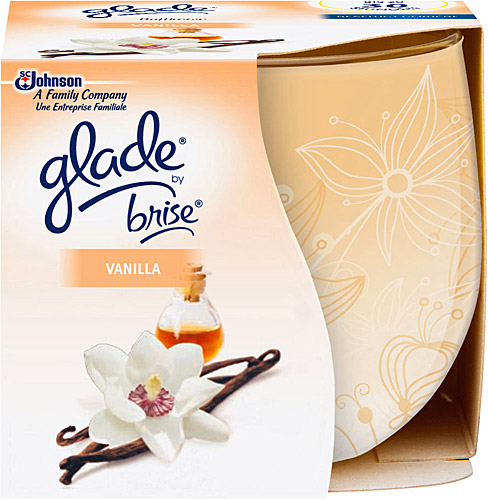 SC Johnson
A Family Company
Une Entreprise Familiale
glade®
by
brise®
VANILLA